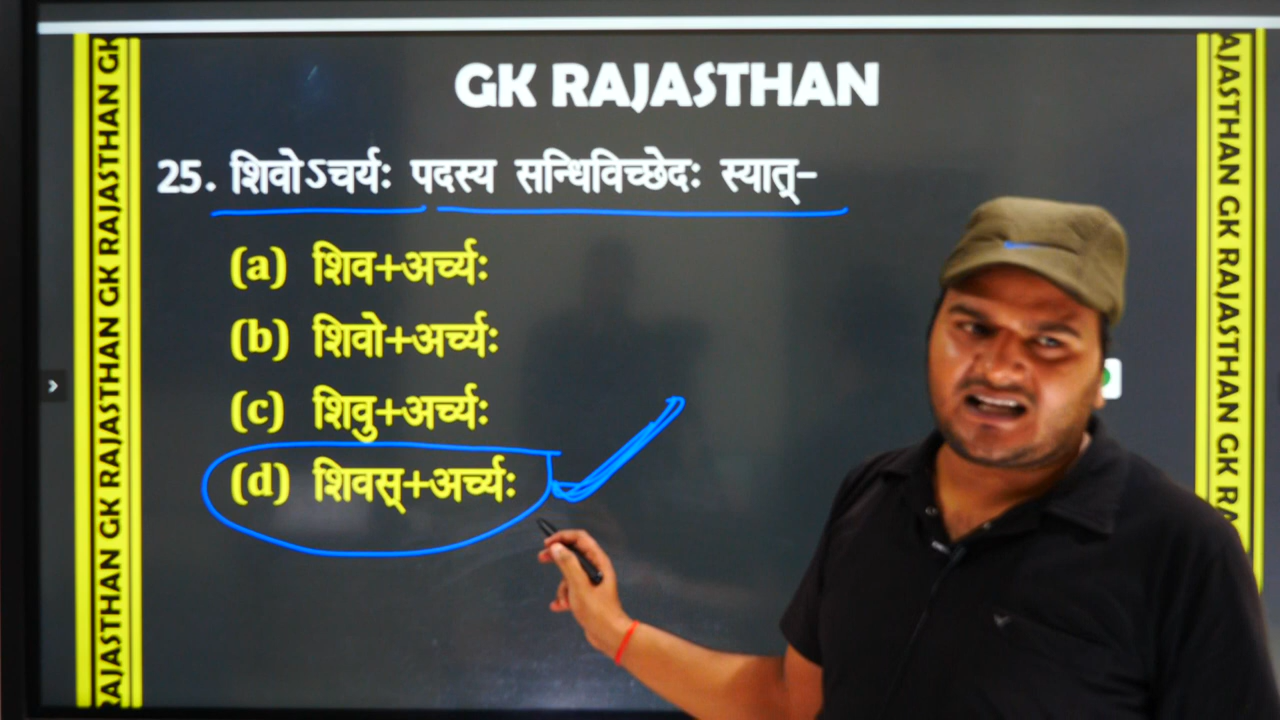 GK RAJASTHAN
25. शिवोऽचर्यः पदस्य सन्धिविच्छेदः स्यात्-
(a) शिव+अर्च्यः
(b) शिवो+अर्च्यः
(c) शिवु+अर्च्यः
(d) शिवस्+अर्च्यः
AJASTHAN GK RAJASTHAN GK RAJASTHAN GK
AJASTHAN GK RAJASTHAN GK RA